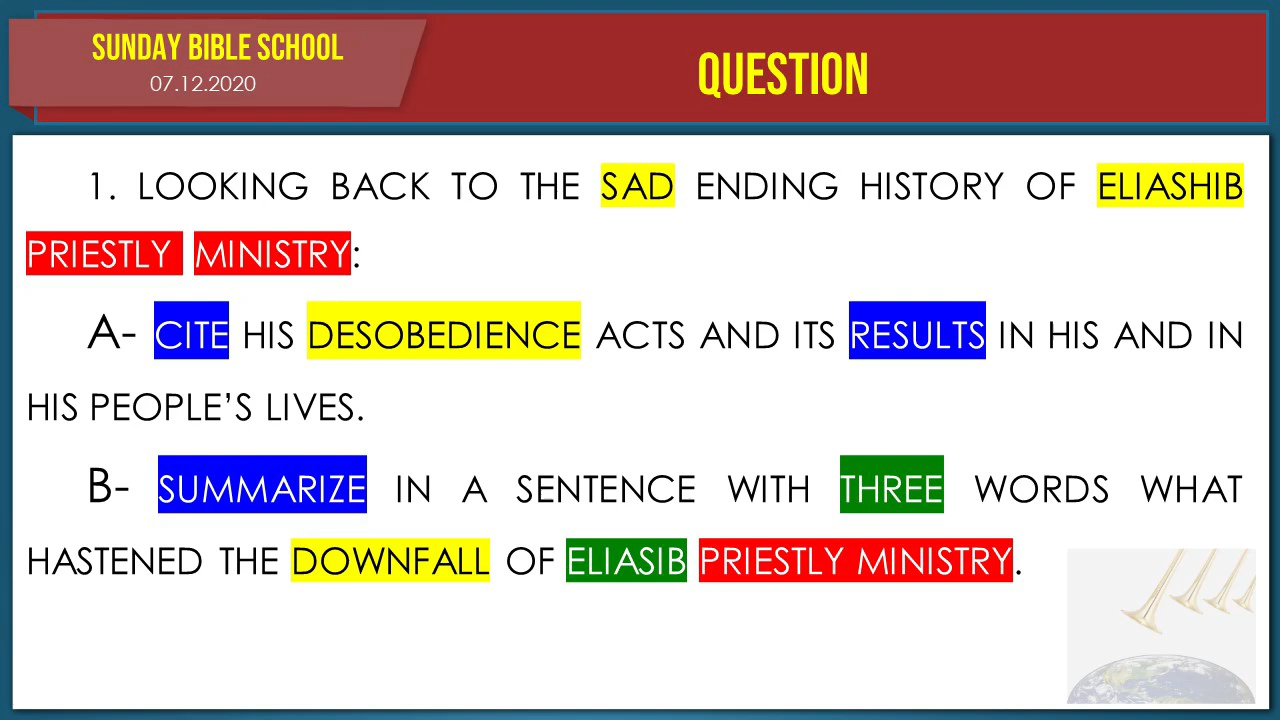 SUNDAY BIBLE SCHOOL
07.12.2020
QUESTION
1. LOOKING BACK TO THE SAD ENDING HISTORY OF ELIASHIB
PRIESTLY MINISTRY:
A- CITE HIS DESOBEDIENCE ACTS AND ITS RESULTS IN HIS AND IN
HIS PEOPLE'S LIVES.
B- SUMMARIZE IN A SENTENCE WITH THREE WORDS WHAT
HASTENED THE DOWNFALL OF ELIASIB PRIESTLY MINISTRY.